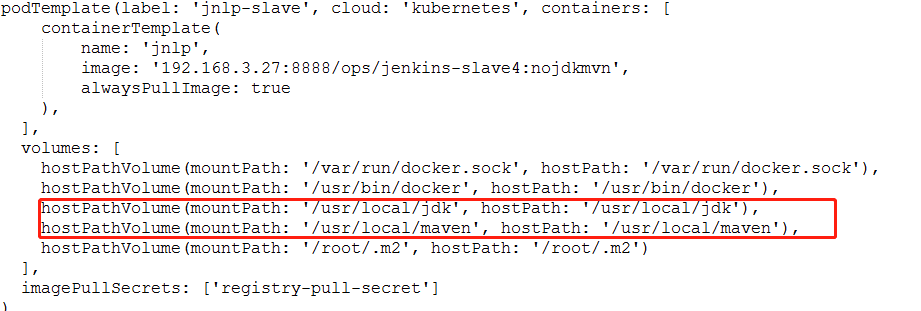 podTemplate(label: 'jnlp-slave', cloud: 'kubernetes', containers: [
    containerTemplate(
        name: 'jnlp',
        image: '192.168.3.27:8888/ops/jenkins-slave4:nojdkmvn',
        alwaysPullImage: true
    ),
  ],
  volumes: [
    hostPathVolume(mountPath: '/var/run/docker.sock', hostPath: '/var/run/docker.sock'),
    hostPathVolume(mountPath: '/usr/bin/docker', hostPath: '/usr/bin/docker'),
    hostPathVolume(mountPath: '/usr/local/jdk', hostPath: '/usr/local/jdk'),
    hostPathVolume(mountPath: '/usr/local/maven', hostPath: '/usr/local/maven'),
    hostPathVolume(mountPath: '/root/.m2', hostPath: '/root/.m2')
  ],
  imagePullSecrets: ['registry-pull-secret']
)